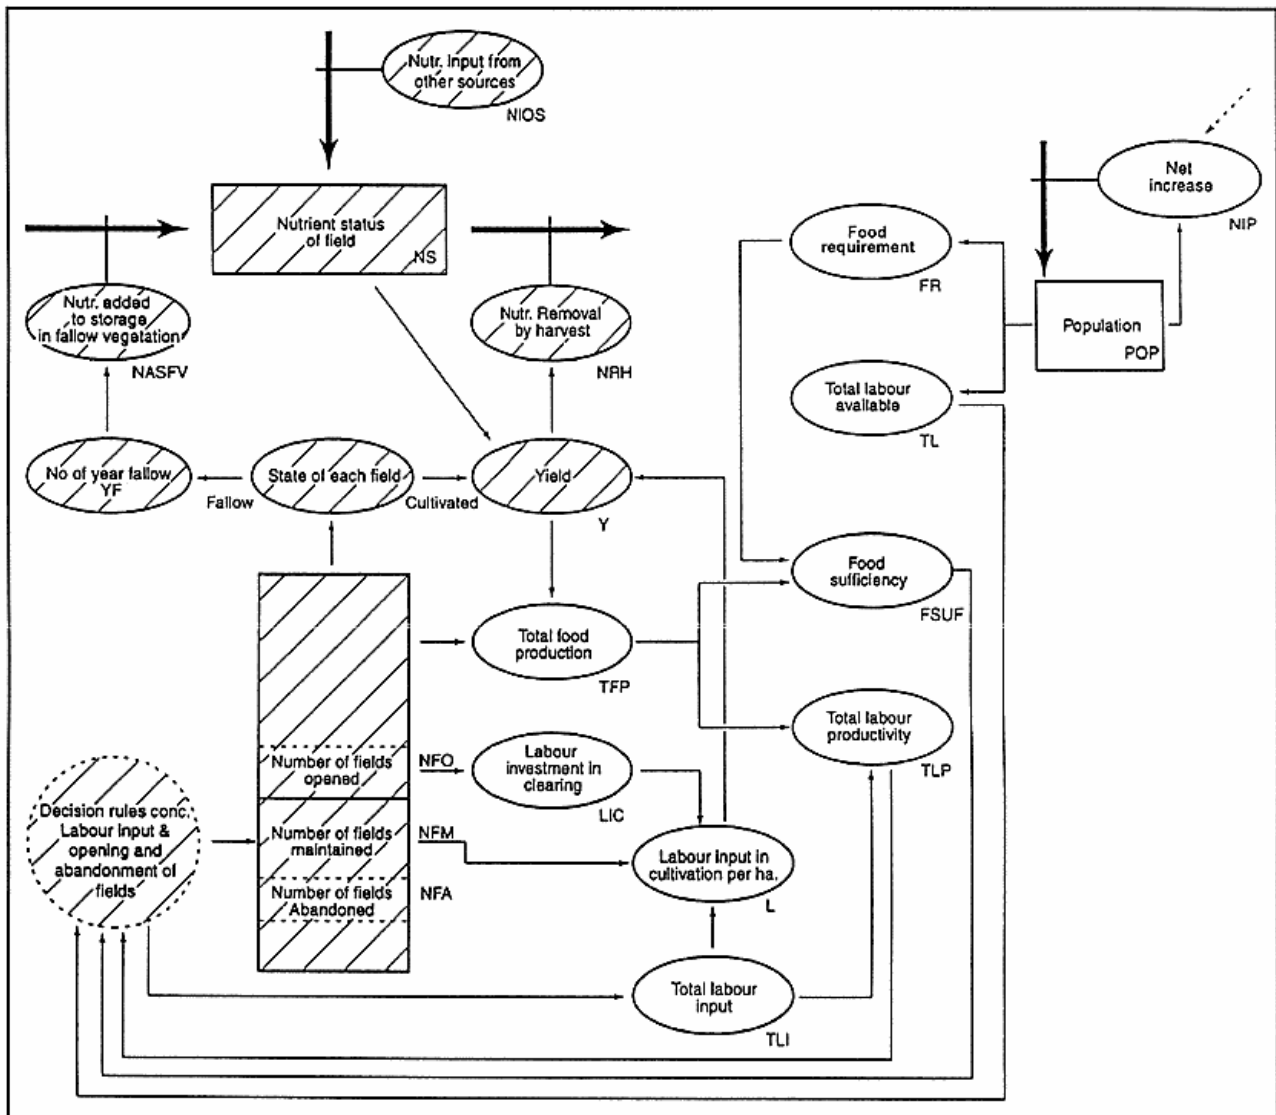 Nutr. Input from
other sources
NIOS
Net
increase
NIP
Nutrient status
of field
NS
Food
requirement
FR
Nutr. added
to storage
in fallow vegetation
NASFV
Nutr. Removal
by harvest
NRH
Population
POP
Total labour
available
TL
No of year fallow
YF
Fallow
State of each field
Cultivated
Yield
Y
Food
sufficiency
FSUF
Total food
production
TFP
Total labour
productivity
TLP
Number of fields
opened
NFO
Labour
investment in
clearing
LIC
Decision rules conc.
Labour Input &
opening and
abandonment of
fields
Number of fields
maintained
NFM
Number of fields
Abandoned
NFA
Labour Input in
cultivation per ha.
L
Total labour
input
TLI